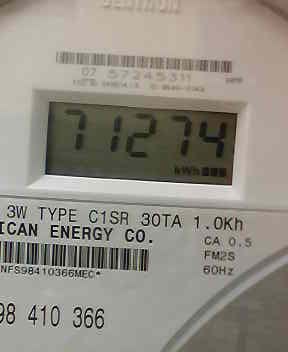 CENTRON
07 57245311
71274
kWh
3W TYPE C1SR 30TA 1.0Kh
ICAN ENERGY CO.
CA 0.5
FM2S
NFS98410366MEC*
60Hz
98 410 366